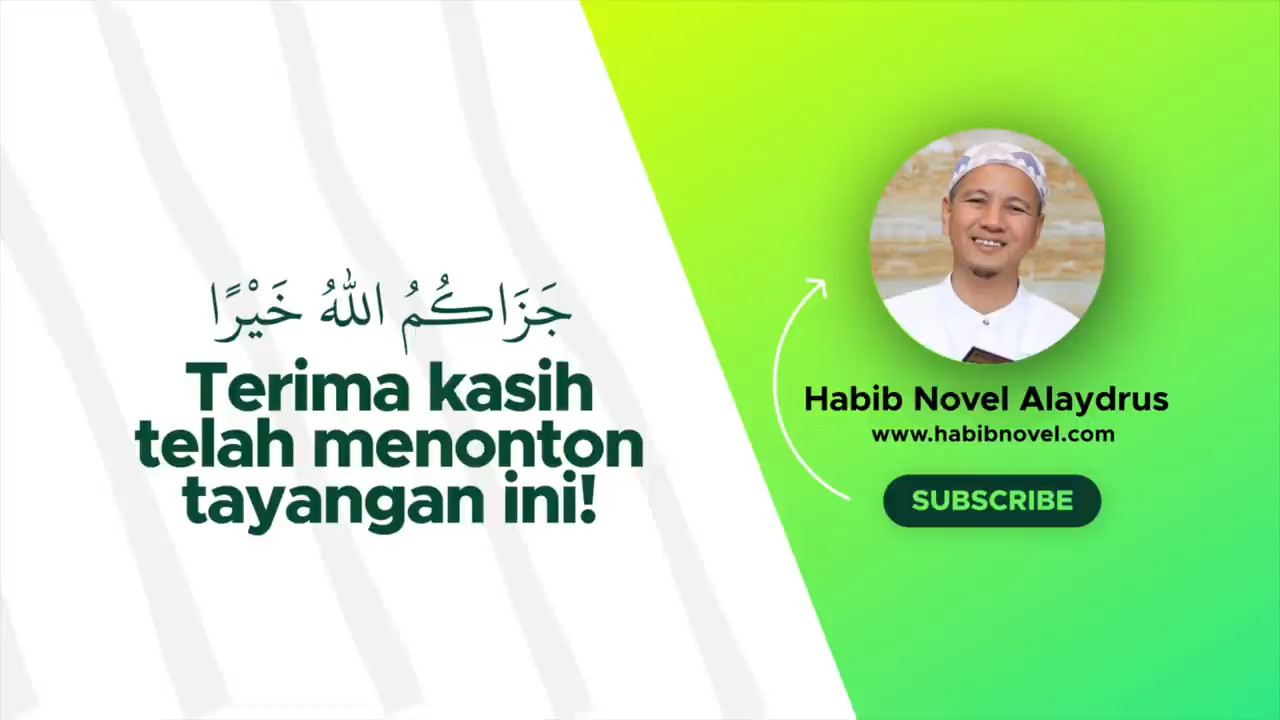 جَزَاكُمُ اللهُ خَيْرًا
Terima kasih
telah menonton
tayangan ini!
Habib Novel Alaydrus
www.habibnovel.com
SUBSCRIBE